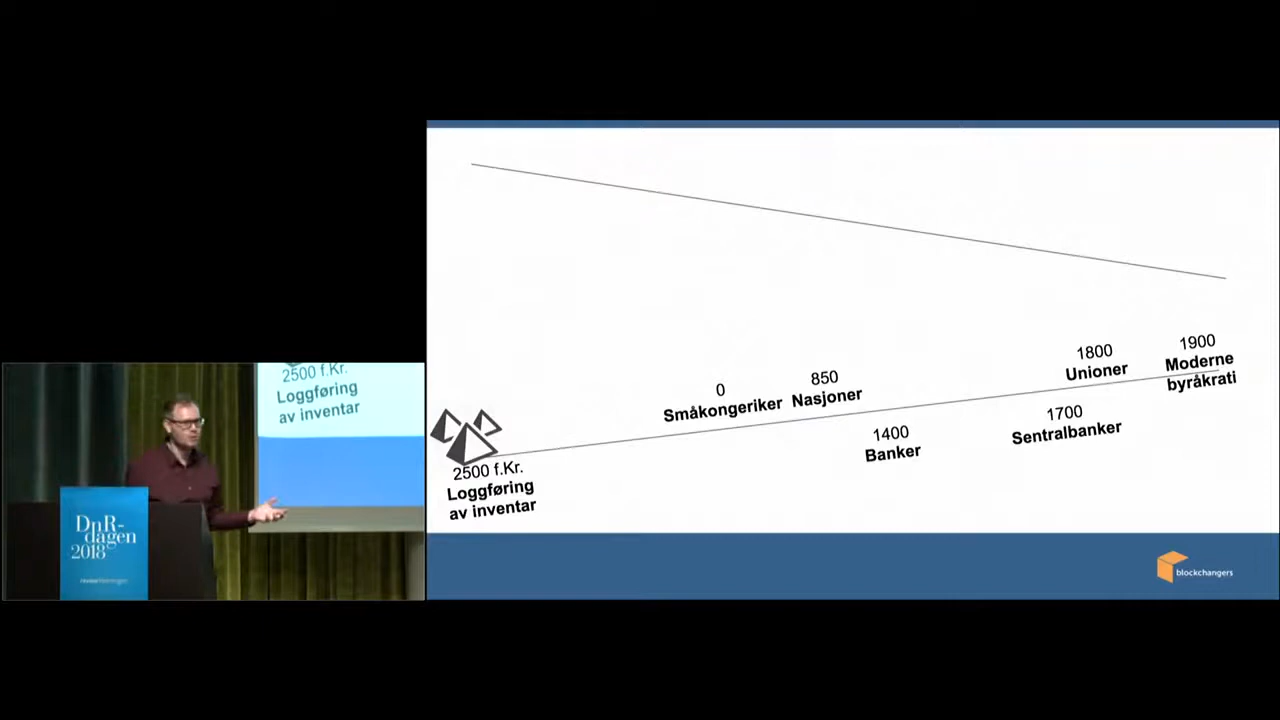 2500 f.Kr.
Loggføring
av inventar
0
Småkongeriker
850
Nasjoner
1400
Banker
1700
Sentralbanker
1800
Unioner
1900
Moderne
byråkrati
blockchangers
2500 f.Kr.
Loggføring
av inventar
DnR-
dagen
2018